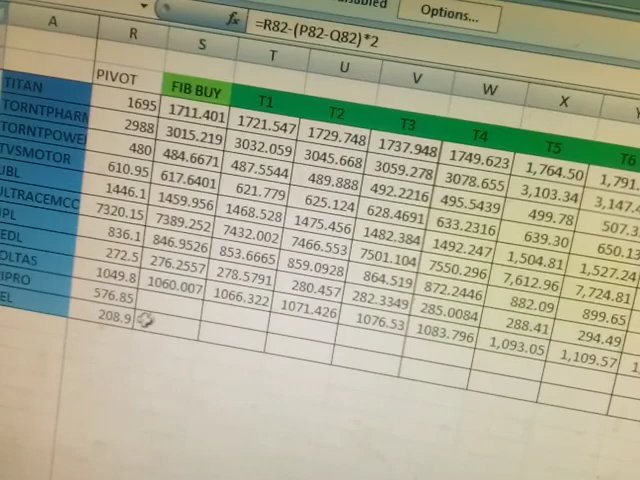 Options...
fx =R82-(P82-Q82)*2
A R S T U V W X Y
PIVOT FIB BUY T1 T2 T3 T4 T5 T6
TITAN 1695 1711.401 1721.547 1729.748 1737.948 1749.623 1,764.50 1,791
TORNTPHARM 2988 3015.219 3032.059 3045.668 3059.278 3078.655 3,103.34 3,147.4
TORNTPOWE 480 484.6671 487.5544 489.888 492.2216 495.5439 499.78 507.3
TVSMOTOR 610.95 617.6401 621.779 625.124 628.4691 633.2316 639.30 650.13
UBL 1446.1 1459.956 1468.528 1475.456 1482.384 1492.247 1,504.81 1,527.24
ULTRACEMCO 7320.15 7389.252 7432.002 7466.553 7501.104 7550.296 7,612.96 7,724.81
UPL 836.1 846.9526 853.6665 859.0928 864.519 872.2446 882.09 899.65
EDL 272.5 276.2557 278.5791 280.457 282.3349 285.0084 288.41 294.49
OLTAS 1049.8 1060.007 1066.322 1071.426 1076.53 1083.796 1,093.05 1,109.57
IPRO 576.85
EL 208.9